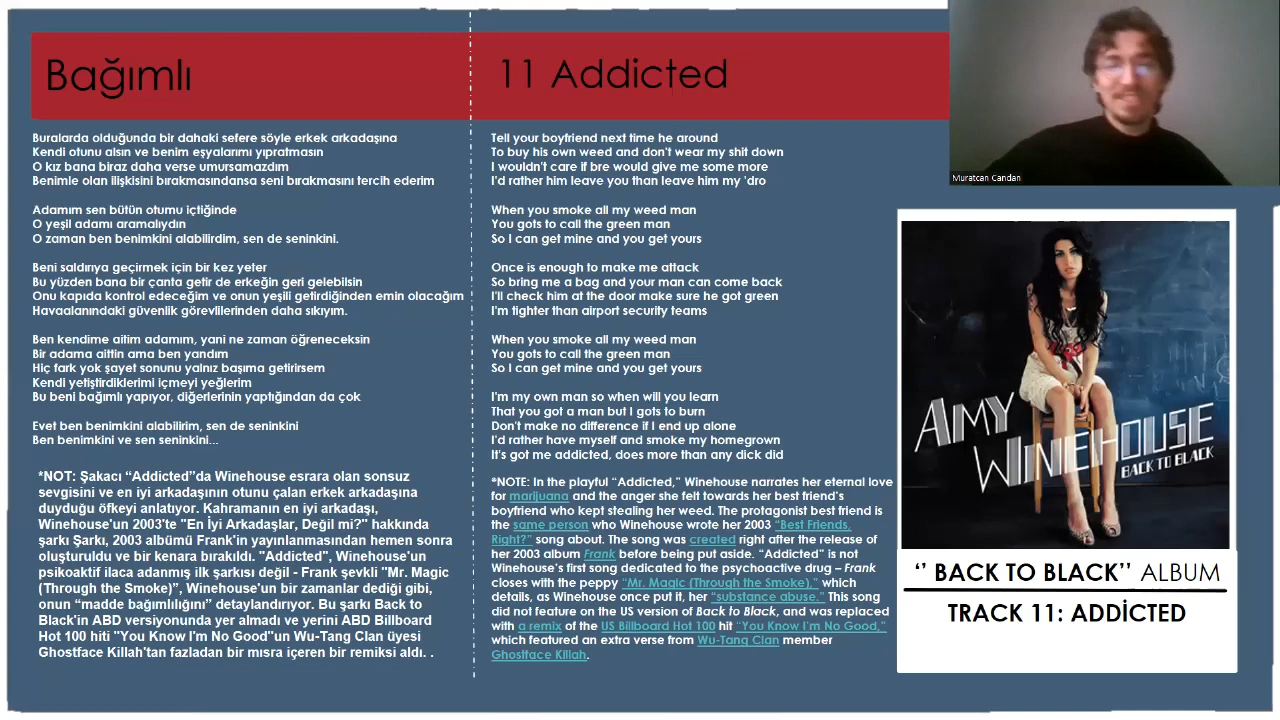 Bağımlı
Buralarda olduğunda bir dahaki sefere söyle erkek arkadaşına
Kendi otunu alsın ve benim eşyalarımı yıpratmasın
O kız bana biraz daha verse umursamazdım
Benimle olan ilişkisini bırakmasındansa seni bırakmasını tercih ederim
Adamım sen bütün otumu içtiğinde
O yeşil adamı aramalıydın
O zaman ben benimkini alabilirdim, sen de seninkini.
Beni saldırıya geçirmek için bir kez yeter
Bu yüzden bana bir çanta getir de erkeğin geri gelebilsin
Onu kapıda kontrol edeceğim ve onun yeşili getirdiğinden emin olacağım
Havaalanındaki güvenlik görevlilerinden daha sıkıyım.
Ben kendime aitim adamım, yani ne zaman öğreneceksin
Bir adama aittin ama ben yandım
Hiç fark yok şayet sonunu yalnız başıma getirirsem
Kendi yetiştirdiklerimi içmeyi yeğlerim
Bu beni bağımlı yapıyor, diğerlerinin yaptığından da çok
Evet ben benimkini alabilirim, sen de seninkini
Ben benimkini ve sen seninkini...
*NOT: Şakacı “Addicted”da Winehouse esrara olan sonsuz
sevgisini ve en iyi arkadaşının otunu çalan erkek arkadaşına
duyduğu öfkeyi anlatıyor. Kahramanın en iyi arkadaşı,
Winehouse'un 2003'te "En İyi Arkadaşlar, Değil mi?" hakkında
şarkı Şarkı, 2003 albümü Frank'in yayınlanmasından hemen sonra
oluşturuldu ve bir kenara bırakıldı. "Addicted", Winehouse'un
psikoaktif ilaca adanmış ilk şarkısı değil - Frank şevkli "Mr. Magic
(Through the Smoke)”, Winehouse'un bir zamanlar dediği gibi,
onun “madde bağımlılığını” detaylandırıyor. Bu şarkı Back to
Black'in ABD versiyonunda yer almadı ve yerini ABD Billboard
Hot 100 hiti "You Know I'm No Good"un Wu-Tang Clan üyesi
Ghostface Killah'tan fazladan bir mısra içeren bir remiksi aldı. .
11 Addicted
Tell your boyfriend next time he around
To buy his own weed and don't wear my shit down
I wouldn't care if bre would give me some more
I'd rather him leave you than leave him my 'dro
When you smoke all my weed man
You gots to call the green man
So I can get mine and you get yours
Once is enough to make me attack
So bring me a bag and your man can come back
I'll check him at the door make sure he got green
I'm tighter than airport security teams
When you smoke all my weed man
You gots to call the green man
So I can get mine and you get yours
I'm my own man so when will you learn
That you got a man but I gots to burn
Don't make no difference if I end up alone
I'd rather have myself and smoke my homegrown
It's got me addicted, does more than any dick did
*NOTE: In the playful “Addicted,” Winehouse narrates her eternal love
for marijuana and the anger she felt towards her best friend's
boyfriend who kept stealing her weed. The protagonist best friend is
the same person who Winehouse wrote her 2003 “Best Friends,
Right?” song about. The song was created right after the release of
her 2003 album Frank before being put aside. “Addicted” is not
Winehouse's first song dedicated to the psychoactive drug – Frank
closes with the peppy “Mr. Magic (Through the Smoke),” which
details, as Winehouse once put it, her “substance abuse.” This song
did not feature on the US version of Back to Black, and was replaced
with a remix of the US Billboard Hot 100 hit “You Know I'm No Good,”
which featured an extra verse from Wu-Tang Clan member
Ghostface Killah.
Muratcan Candan
AMY
WINEHOUSE
BACK TO BLACK
‘’ BACK TO BLACK’’ ALBUM
TRACK 11: ADDİCTED